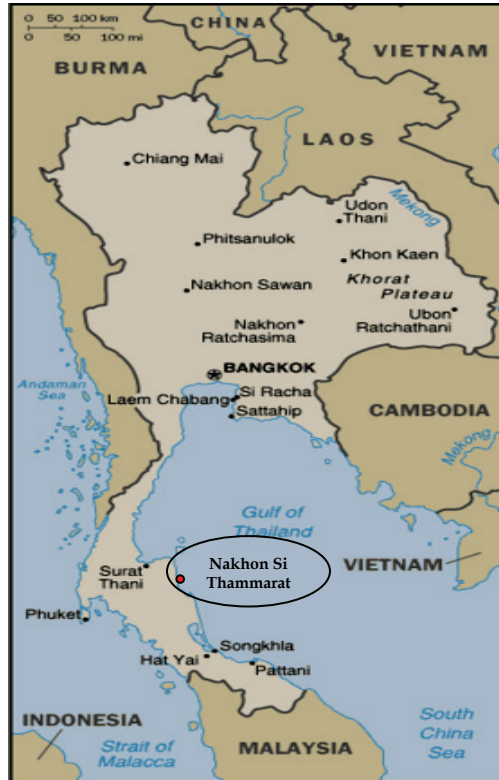 0 50 100 km
0 50 100 mi
CHINA
VIETNAM
BURMA
LAOS
Chiang Mai
Mekong
Udon
Thani
Phitsanulok
Khon Kaen
Khorat
Plateau
Nakhon Sawan
Ubon
Ratchathani
Nakhon
Ratchasima
BANGKOK
Andaman
Sea
Si Racha
Laem Chabang
Sattahip
CAMBODIA
Mekong
Gulf of
Thailand
Nakhon Si
Thammarat
VIETNAM
Surat
Thani
Phuket
Songkhla
Hat Yai
Pattani
INDONESIA
Strait of
Malacca
MALAYSIA
South
China
Sea